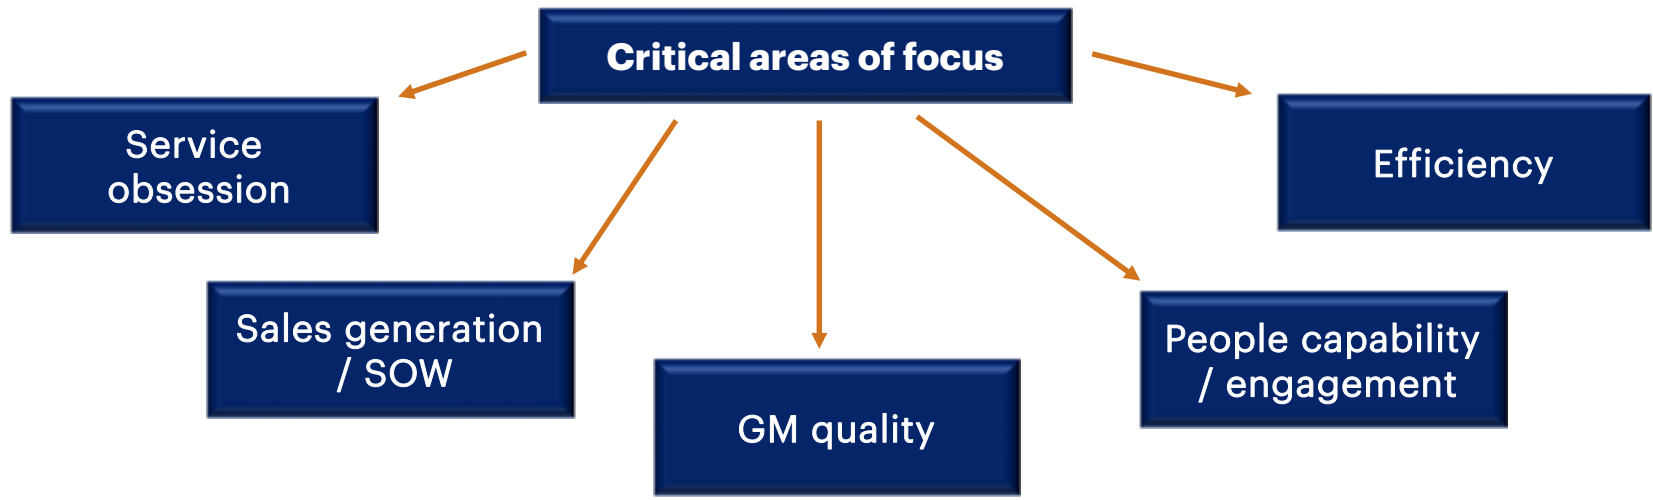 Critical areas of focus
Service
obsession
Efficiency
Sales generation
/ SOW
People capability
/ engagement
GM quality